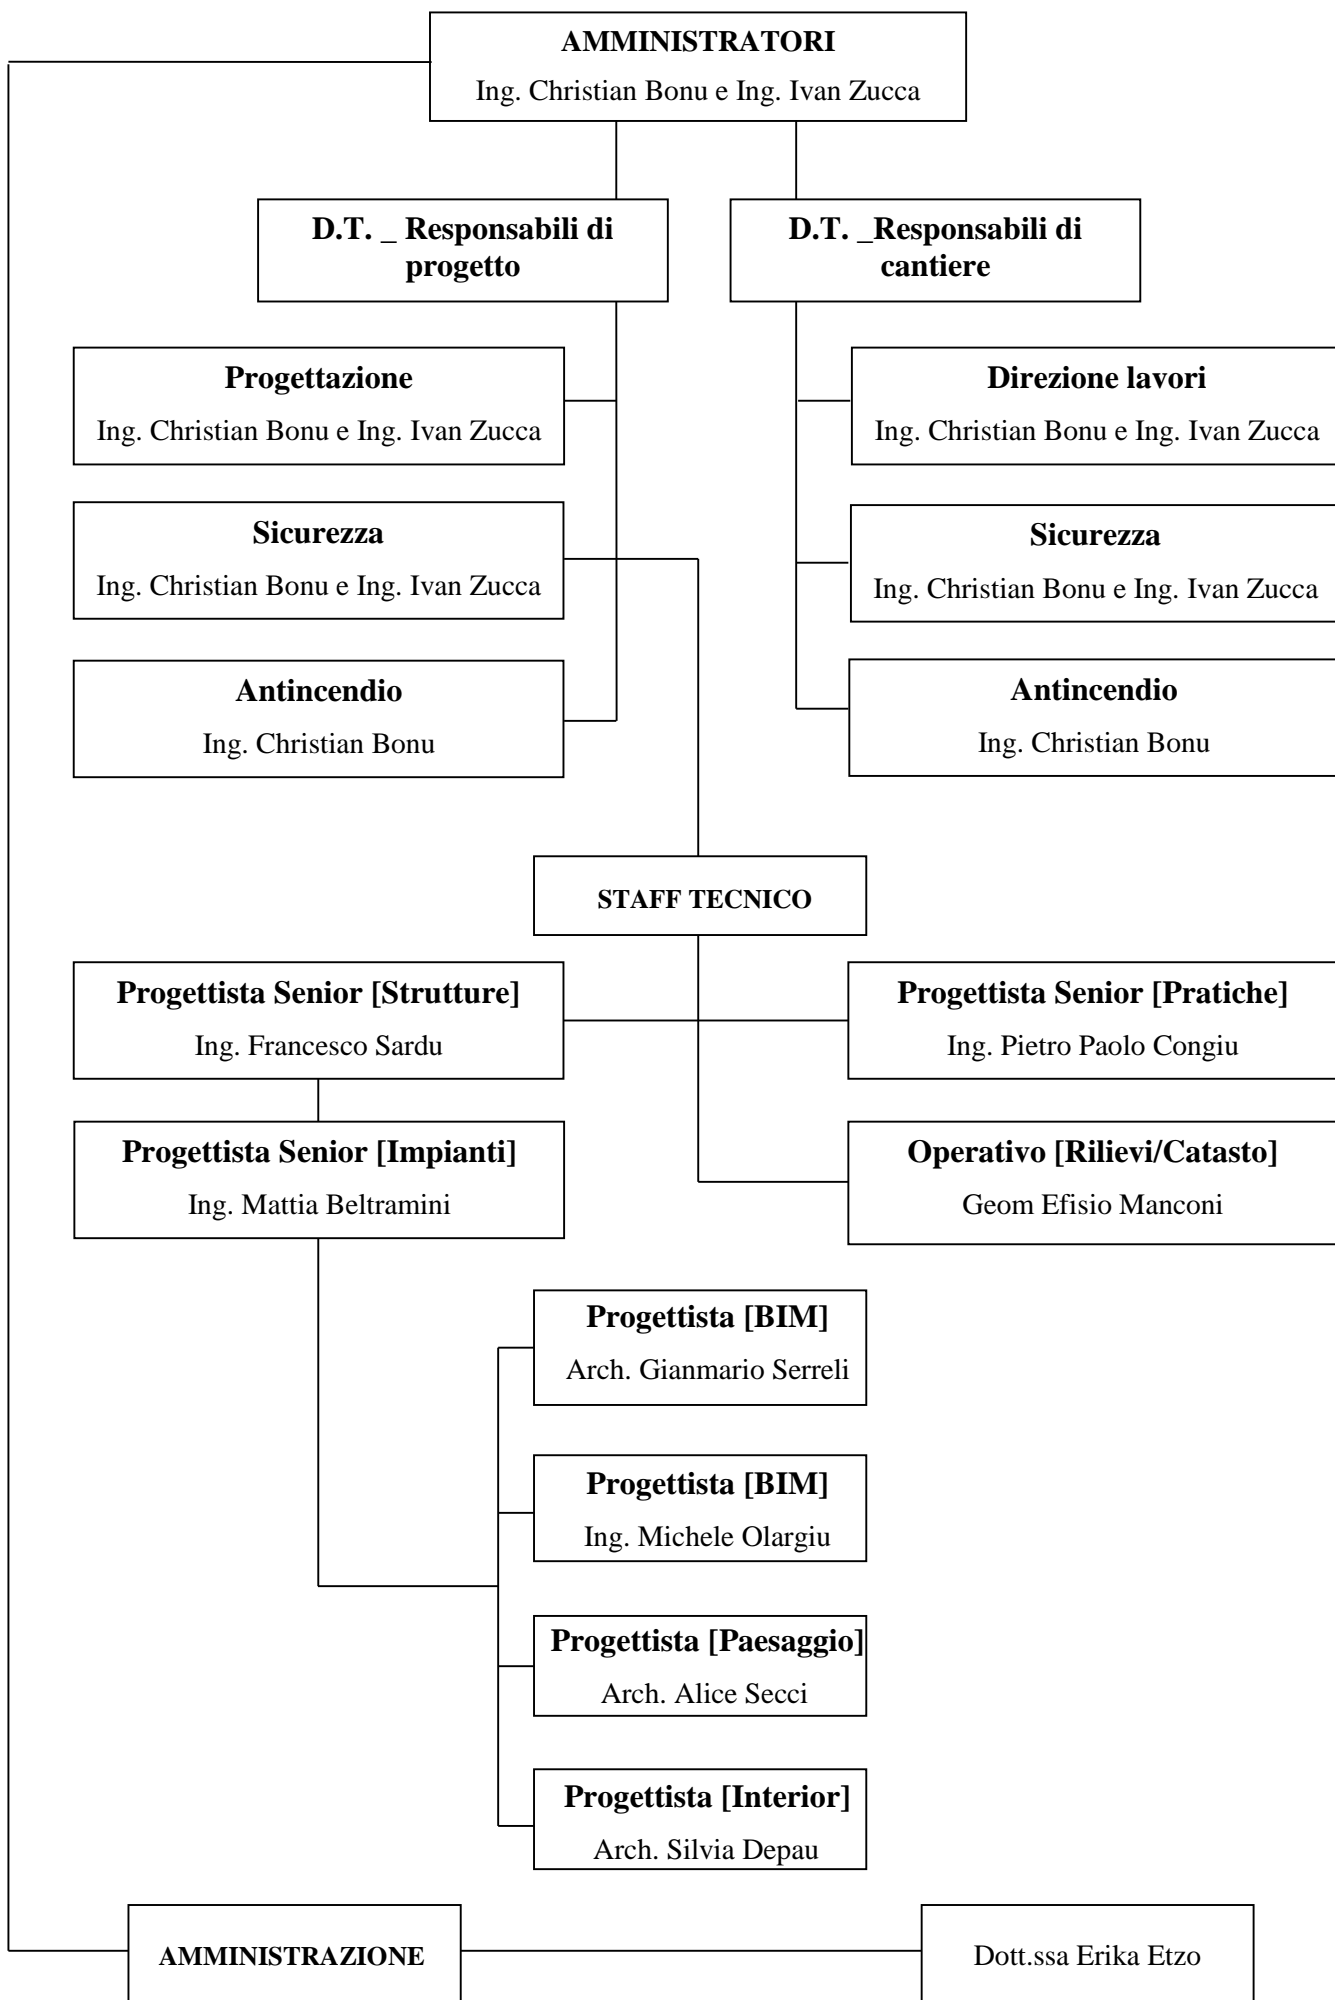 AMMINISTRATORI
Ing. Christian Bonu e Ing. Ivan Zucca
D.T. _ Responsabili di
progetto
D.T. _Responsabili di
cantiere
Progettazione
Ing. Christian Bonu e Ing. Ivan Zucca
Direzione lavori
Ing. Christian Bonu e Ing. Ivan Zucca
Sicurezza
Ing. Christian Bonu e Ing. Ivan Zucca
Sicurezza
Ing. Christian Bonu e Ing. Ivan Zucca
Antincendio
Ing. Christian Bonu
Antincendio
Ing. Christian Bonu
STAFF TECNICO
Progettista Senior [Strutture]
Ing. Francesco Sardu
Progettista Senior [Pratiche]
Ing. Pietro Paolo Congiu
Progettista Senior [Impianti]
Ing. Mattia Beltramini
Operativo [Rilievi/Catasto]
Geom Efisio Manconi
Progettista [BIM]
Arch. Gianmario Serreli
Progettista [BIM]
Ing. Michele Olargiu
Progettista [Paesaggio]
Arch. Alice Secci
Progettista [Interior]
Arch. Silvia Depau
AMMINISTRAZIONE
Dott.ssa Erika Etzo